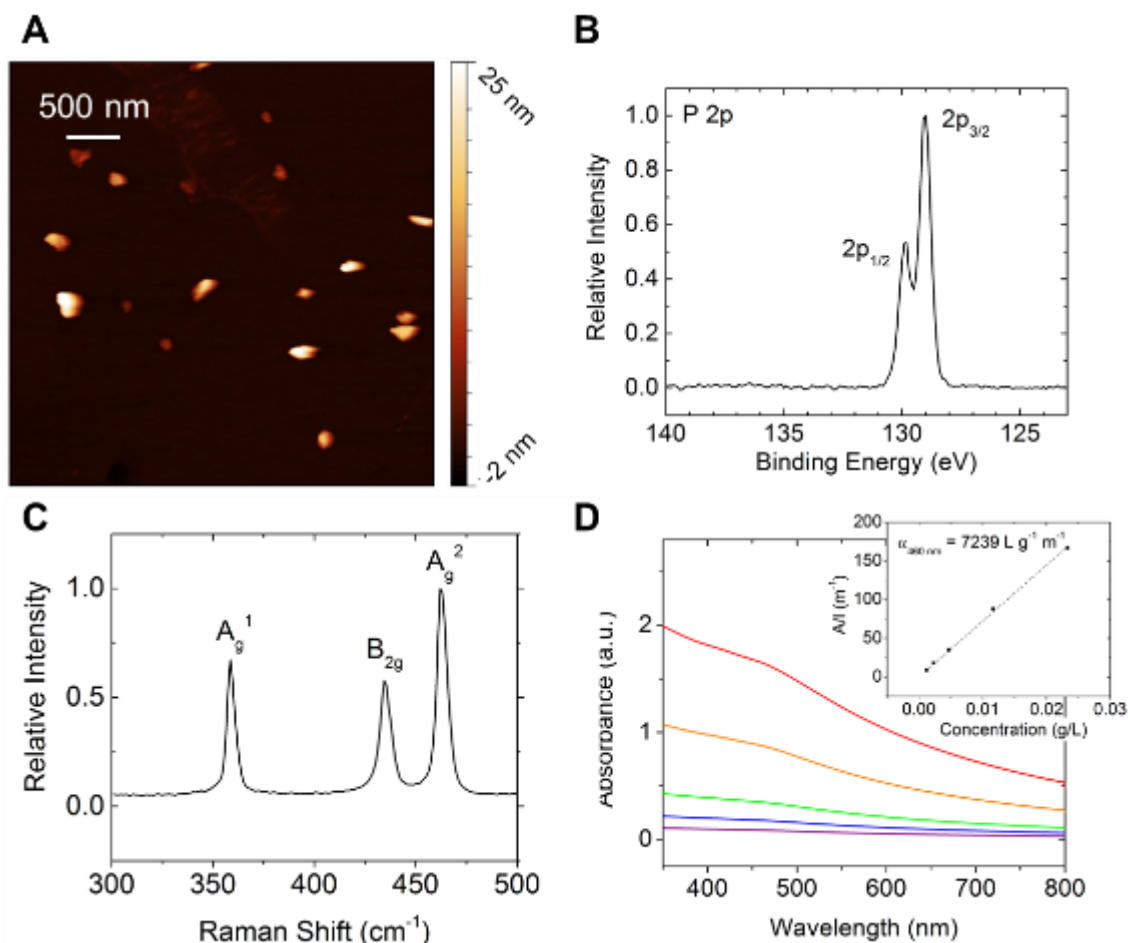 A
500 nm
25 nm
-2 nm
B
P 2p
2p3/2
2p1/2
Relative Intensity
1.0
0.8
0.6
0.4
0.2
0.0
140 135 130 125
Binding Energy (eV)
C
Ag1
B2g
Ag2
Relative Intensity
1.0
0.5
0.0
300 350 400 450 500
Raman Shift (cm-1)
D
α460 nm = 7239 L g-1 m-1
A/l (m-1)
200
150
100
50
0
0.00 0.01 0.02 0.03
Concentration (g/L)
Absorbance (a.u.)
2
1
0
400 500 600 700 800
Wavelength (nm)